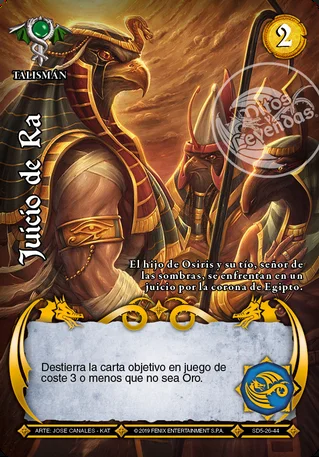 TALISMÁN
2
Mitos y
Leyendas
Juicio de Ra
El hijo de Osiris y su tío, señor de
las sombras, se enfrentan en un
juicio por la corona de Egipto.
Destierra la carta objetivo en juego de
coste 3 o menos que no sea Oro.
ARTE: JOSE CANALES - KAT
© 2019 FENIX ENTERTAINMENT S.P.A.
SD5-26-44